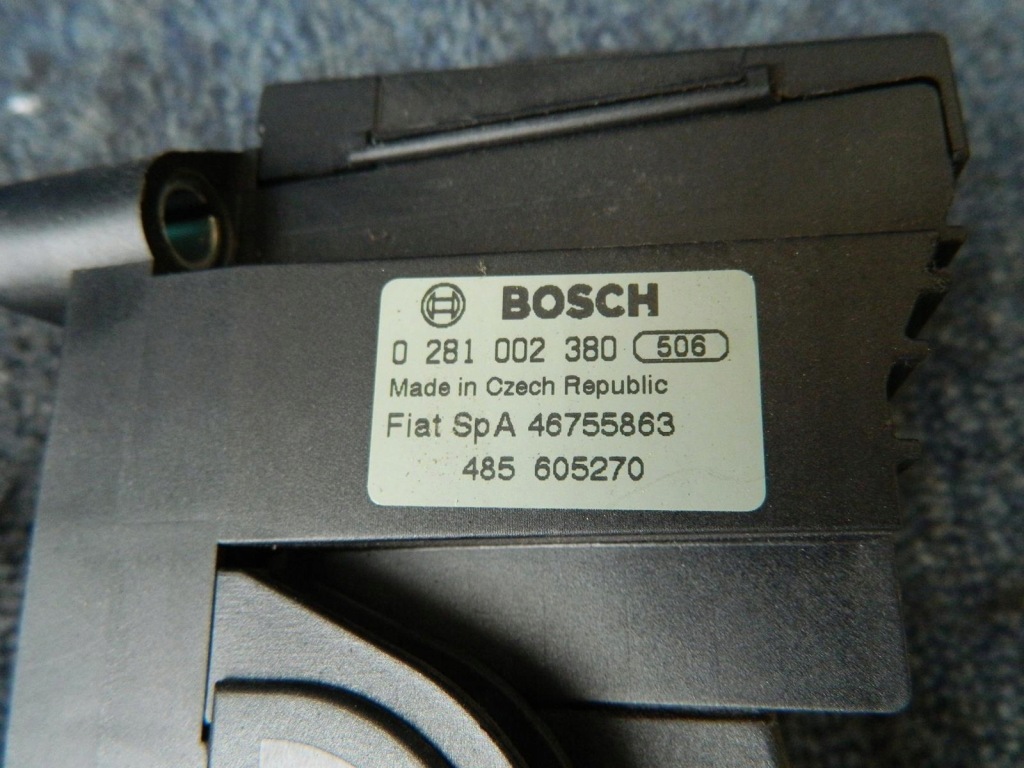 BOSCH
0 281 002 380 506
Made in Czech Republic
Fiat SpA 46755863
485 605270